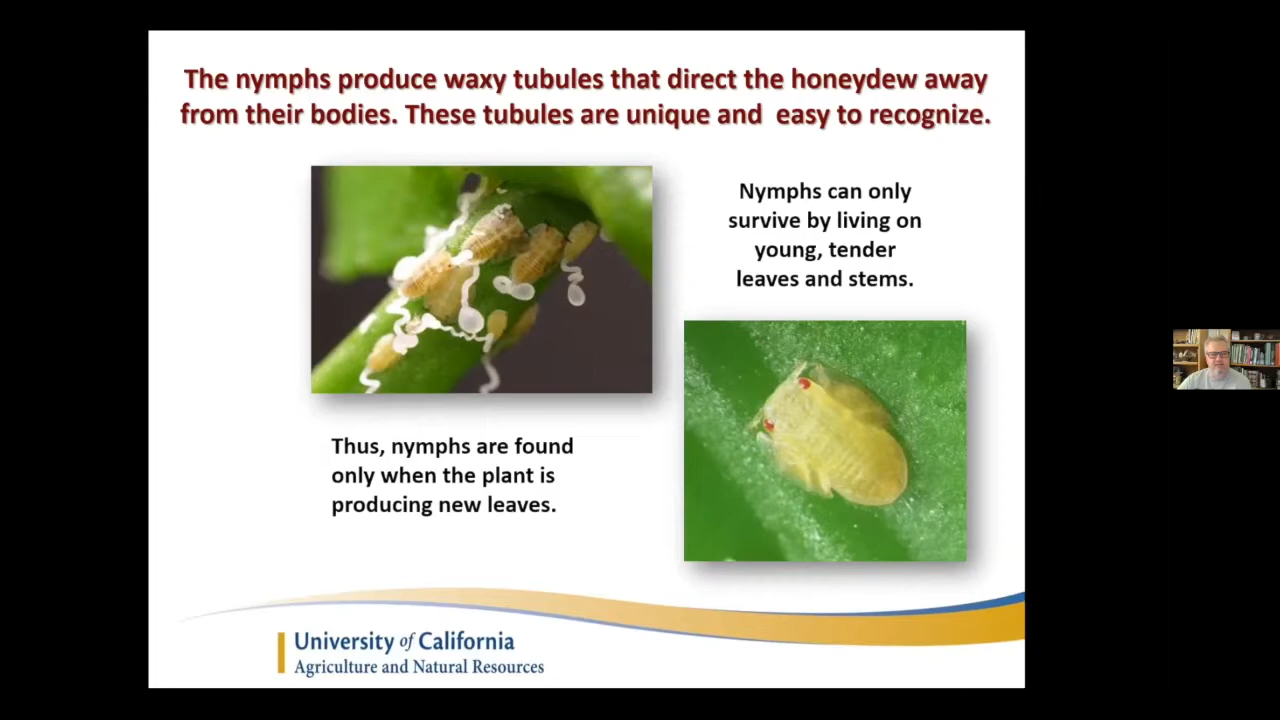 The nymphs produce waxy tubules that direct the honeydew away
from their bodies. These tubules are unique and easy to recognize.
Nymphs can only
survive by living on
young, tender
leaves and stems.
Thus, nymphs are found
only when the plant is
producing new leaves.
University of California
Agriculture and Natural Resources